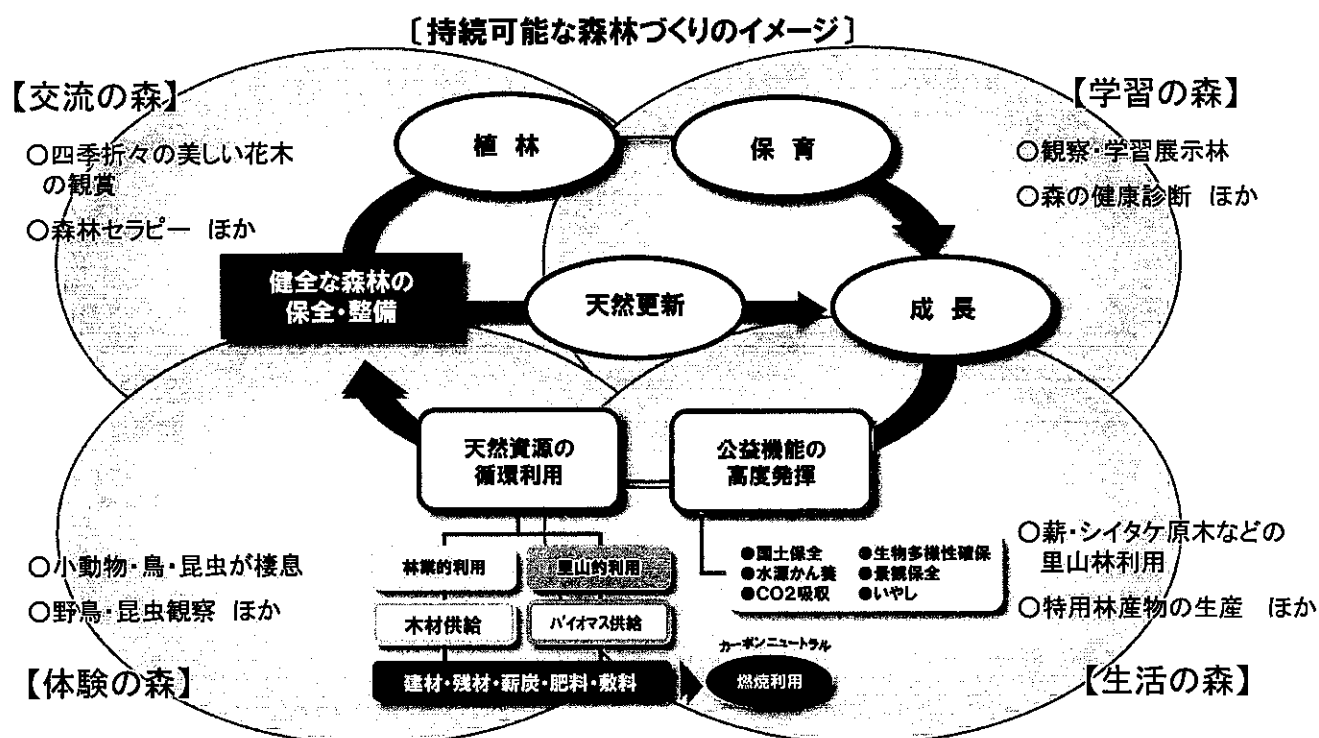 〔持続可能な森林づくりのイメージ〕
【交流の森】
○四季折々の美しい花木
の観賞
○森林セラピー ほか
【学習の森】
○観察・学習展示林
○森の健康診断 ほか
植 林
保 育
健全な森林の
保全・整備
天然更新
成 長
天然資源の
循環利用
公益機能の
高度発揮
林業的利用
里山的利用
木材供給
バイオマス供給
建材・残材・薪炭・肥料・敷料
カーボンニュートラル
燃焼利用
●国土保全
●水源かん養
●CO2吸収
●生物多様性確保
●景観保全
●いやし
○小動物・鳥・昆虫が棲息
○野鳥・昆虫観察 ほか
【体験の森】
○薪・シイタケ原木などの
里山林利用
○特用林産物の生産 ほか
【生活の森】